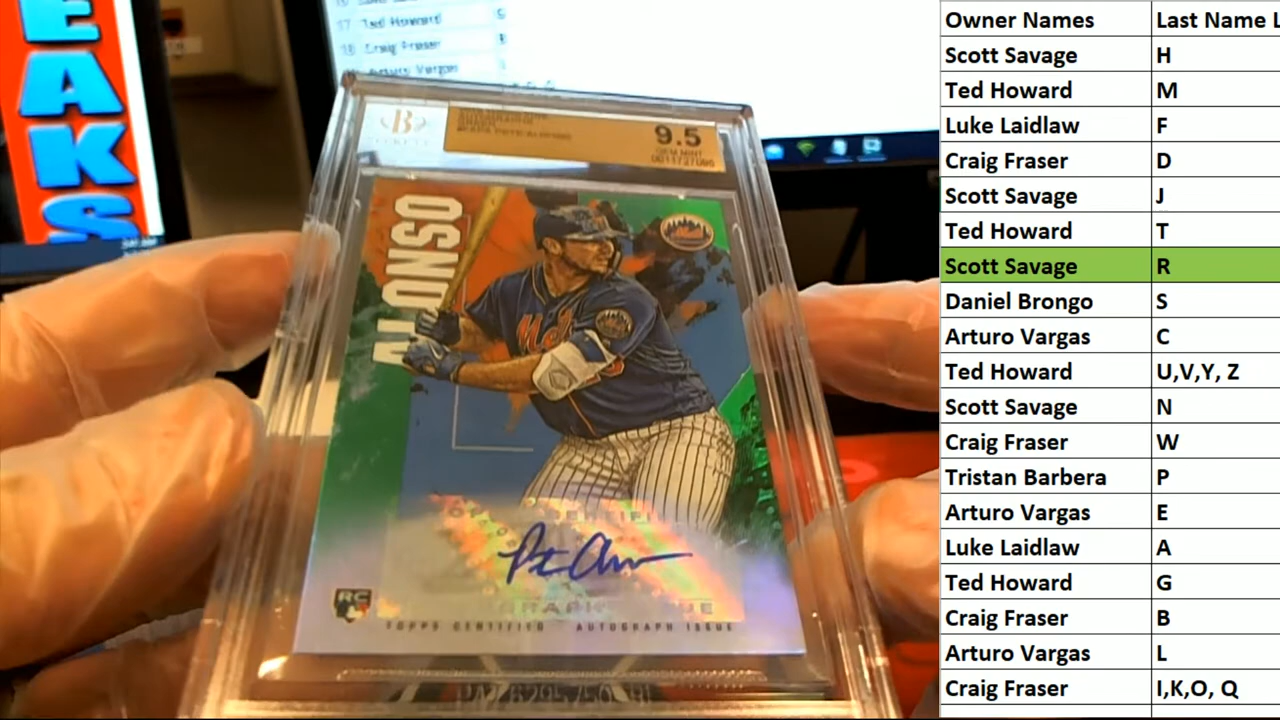 EAKS
17 Ted Howard
18 Craig Fraser
Arturo Vargas
B
9.5
GEM MINT
ALONSO
Mets
Pete Alonso
RC
TOPPS CERTIFIED AUTOGRAPH ISSUE
Owner Names Last Name L
Scott Savage H
Ted Howard M
Luke Laidlaw F
Craig Fraser D
Scott Savage J
Ted Howard T
Scott Savage R
Daniel Brongo S
Arturo Vargas C
Ted Howard U,V,Y, Z
Scott Savage N
Craig Fraser W
Tristan Barbera P
Arturo Vargas E
Luke Laidlaw A
Ted Howard G
Craig Fraser B
Arturo Vargas L
Craig Fraser I,K,O, Q